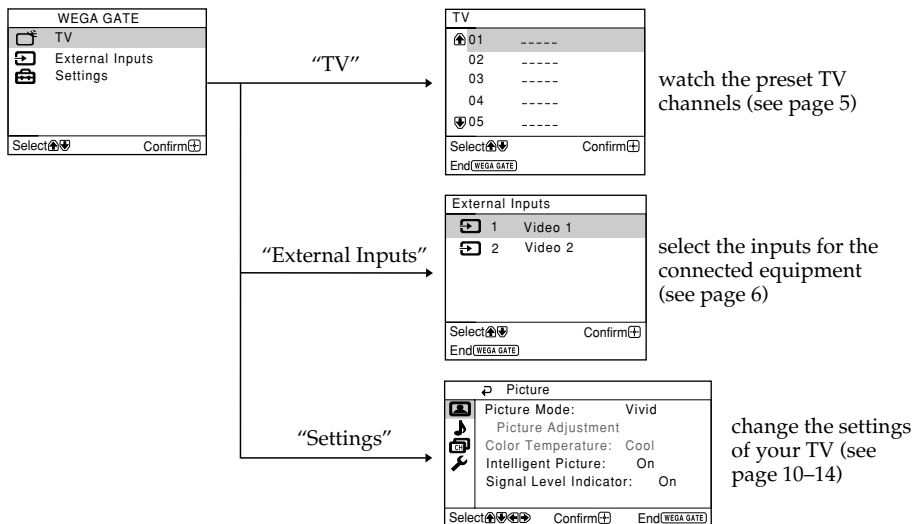 WEGA GATE
TV
External Inputs
Settings
Select Confirm
"TV"
TV
01 -----
02 -----
03 -----
04 -----
05 -----
Select Confirm
End WEGA GATE
watch the preset TV
channels (see page 5)
"External Inputs"
External Inputs
1 Video 1
2 Video 2
Select Confirm
End WEGA GATE
select the inputs for the
connected equipment
(see page 6)
"Settings"
Picture
CH
Picture Mode: Vivid
Picture Adjustment
Color Temperature: Cool
Intelligent Picture: On
Signal Level Indicator: On
Select Confirm End WEGA GATE
change the settings
of your TV (see
page 10–14)